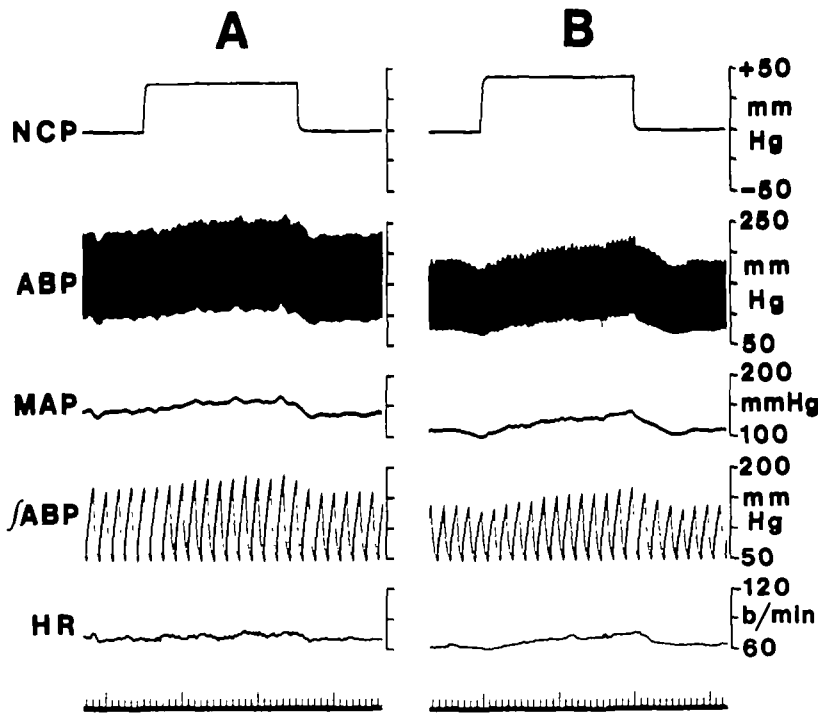 A B
NCP
+50
mm
Hg
-50
ABP
250
mm
Hg
50
MAP
200
mmHg
100
∫ABP
200
mm
Hg
50
HR
120
b/min
60